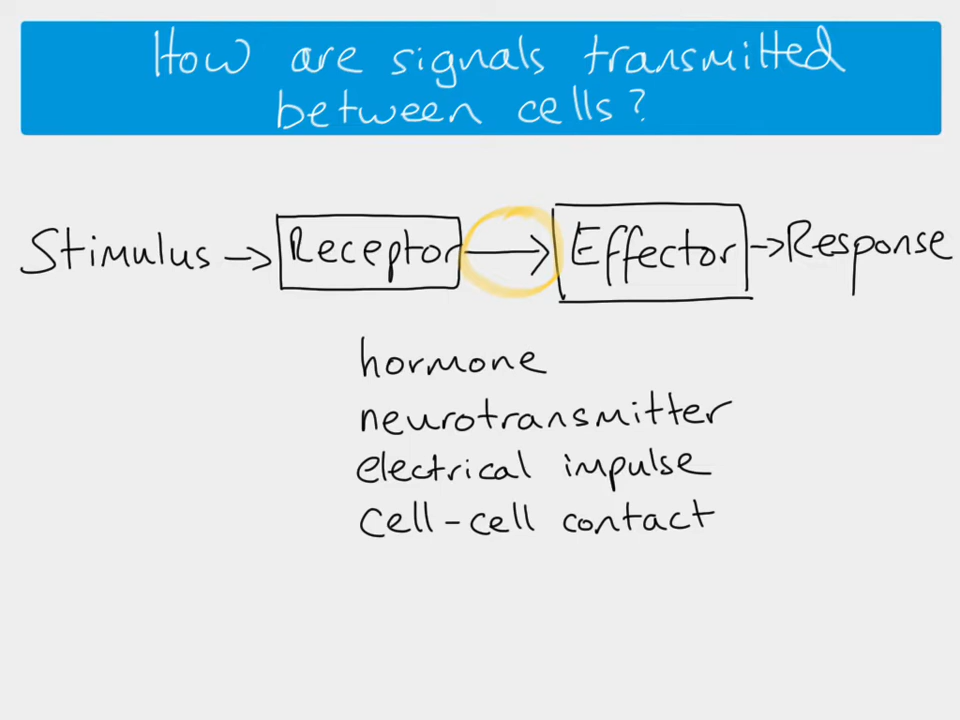 How are signals transmitted
between cells?
Stimulus → Receptor → Effector → Response
hormone
neurotransmitter
electrical impulse
cell-cell contact